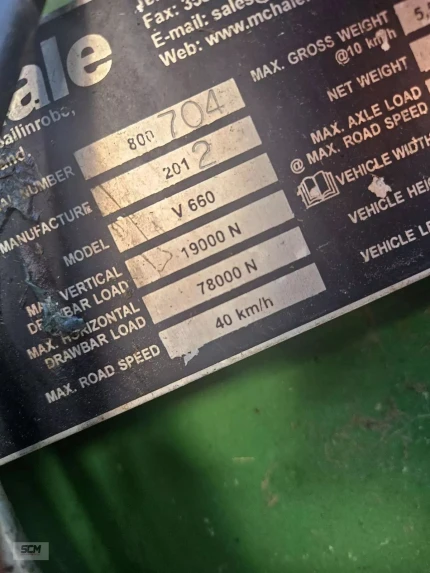 Fax:
E-mail: sales@
Web: www.mchale.
ale
allinrobe,
NUMBER 800 704
MANUFACTURE 201 2
MODEL V 660
MAX. VERTICAL DRAWBAR LOAD 19000 N
MAX. HORIZONTAL DRAWBAR LOAD 78000 N
MAX. ROAD SPEED 40 km/h
MAX. GROSS WEIGHT
@10 km/h
NET WEIGHT
MAX. AXLE LOAD
@ MAX. ROAD SPEED
VEHICLE WIDTH
VEHICLE HEI
VEHICLE LE
SCM